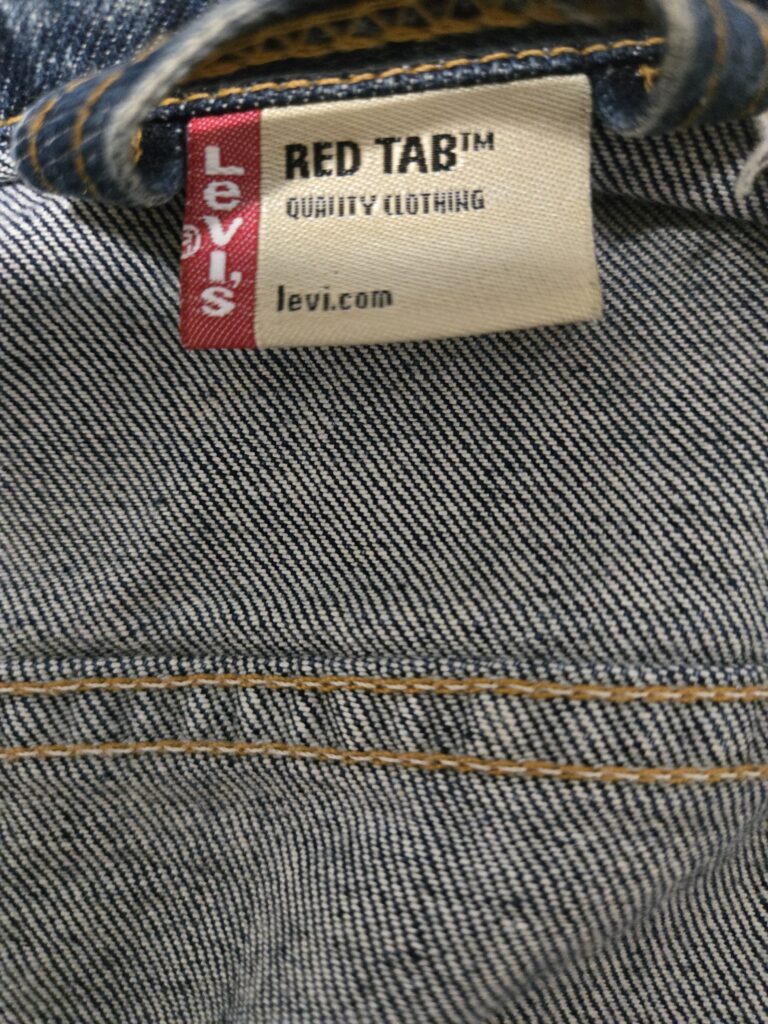 Levi's®
RED TAB™
QUALITY CLOTHING
levi.com